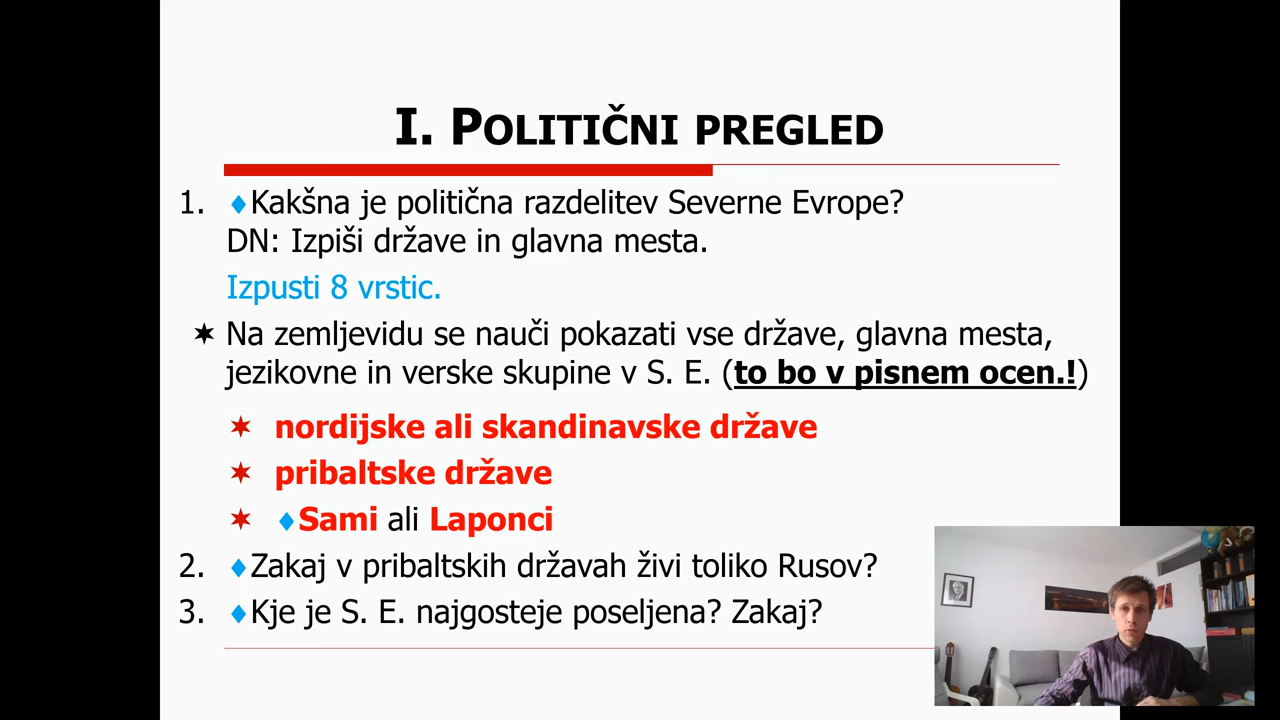 I. POLITIČNI PREGLED
1. ♦Kakšna je politična razdelitev Severne Evrope?
DN: Izpiši države in glavna mesta.
Izpusti 8 vrstic.
✶ Na zemljevidu se nauči pokazati vse države, glavna mesta,
jezikovne in verske skupine v S. E. (to bo v pisnem ocen.!)
✶ nordijske ali skandinavske države
✶ pribaltske države
✶ ♦Sami ali Laponci
2. ♦Zakaj v pribaltskih državah živi toliko Rusov?
3. ♦Kje je S. E. najgosteje poseljena? Zakaj?